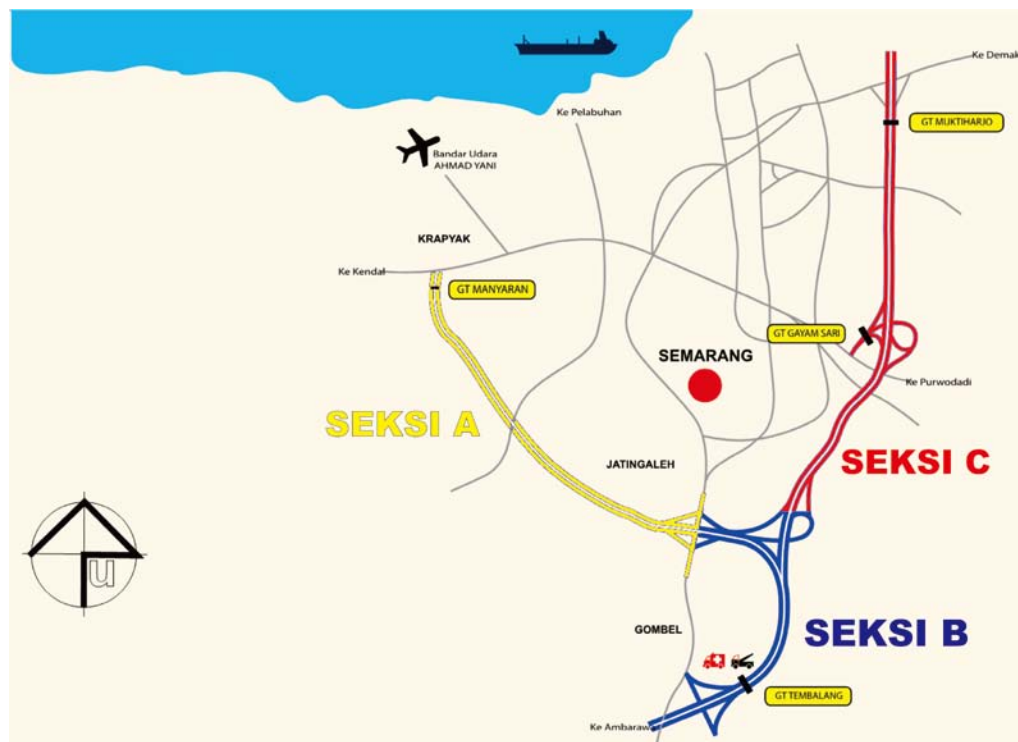 Ke Demak
GT MUKTIHARJO
Ke Pelabuhan
Bandar Udara
AHMAD YANI
KRAPYAK
Ke Kendal
GT MANYARAN
GT GAYAM SARI
SEMARANG
Ke Purwodadi
SEKSI A
JATINGALEH
SEKSI C
u
GOMBEL
SEKSI B
GT TEMBALANG
Ke Ambarawa